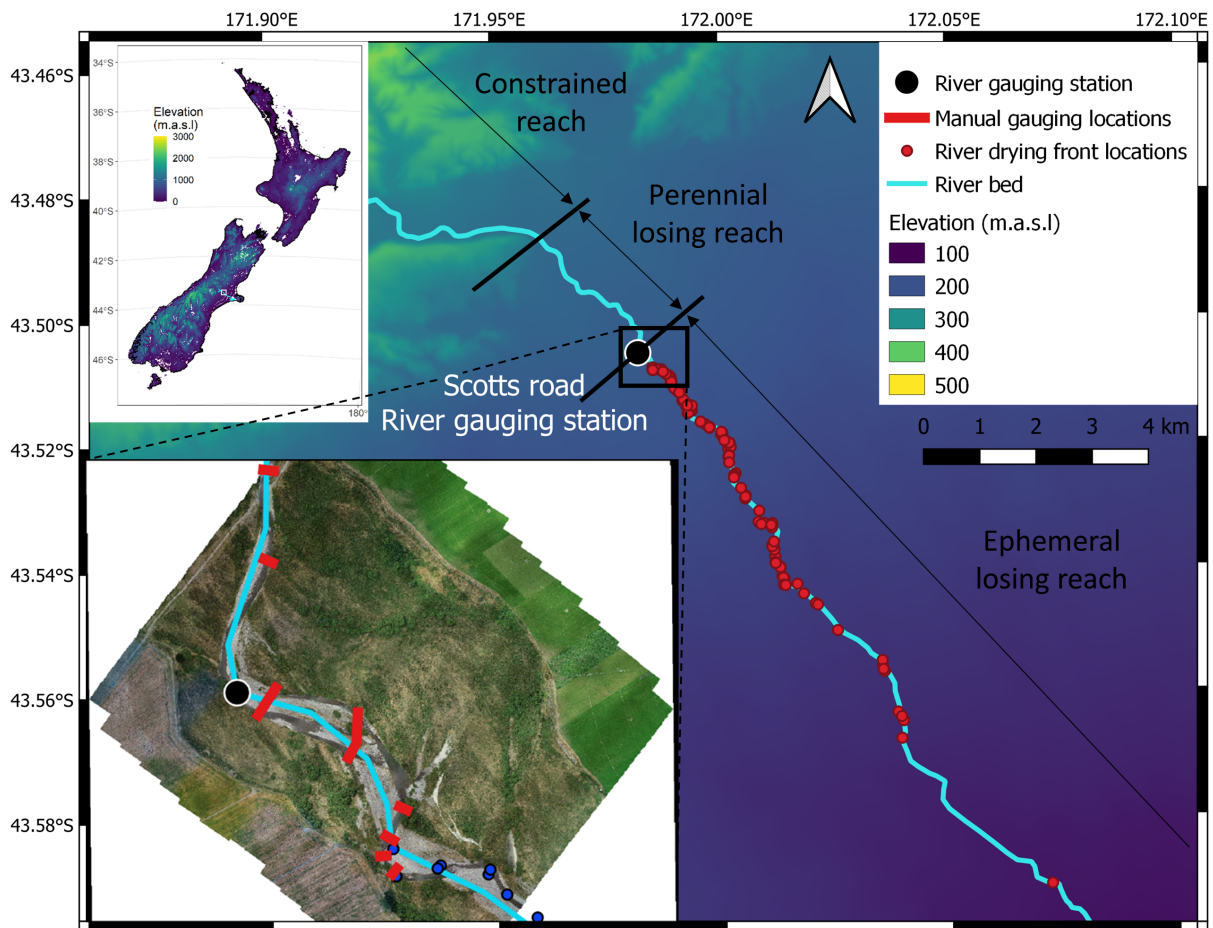 171.90°E
171.95°E
172.00°E
172.05°E
172.10°E
43.46°S
43.48°S
43.50°S
43.52°S
43.54°S
43.56°S
43.58°S
34°S
36°S
38°S
40°S
42°S
44°S
46°S
180°
Elevation
(m.a.s.l)
3000
2000
1000
0
Constrained
reach
Perennial
losing reach
River gauging station
Manual gauging locations
River drying front locations
River bed
Elevation (m.a.s.l)
100
200
300
400
500
0 1 2 3 4 km
Scotts road
River gauging station
Ephemeral
losing reach